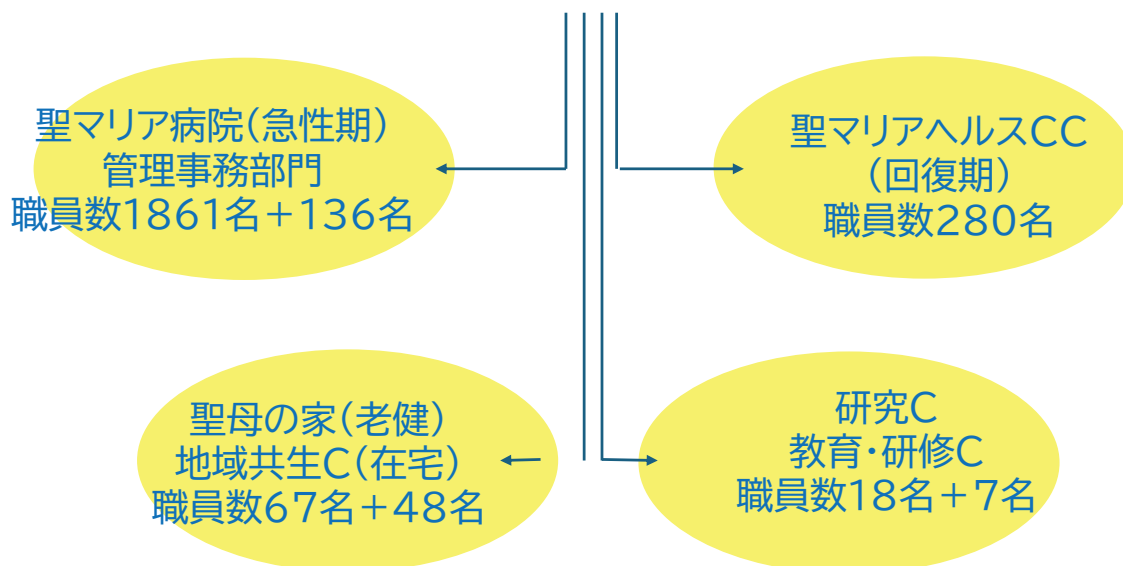 聖マリア病院(急性期)
管理事務部門
職員数1861名+136名
聖マリアヘルスCC
(回復期)
職員数280名
聖母の家(老健)
地域共生C(在宅)
職員数67名+48名
研究C
教育・研修C
職員数18名+7名